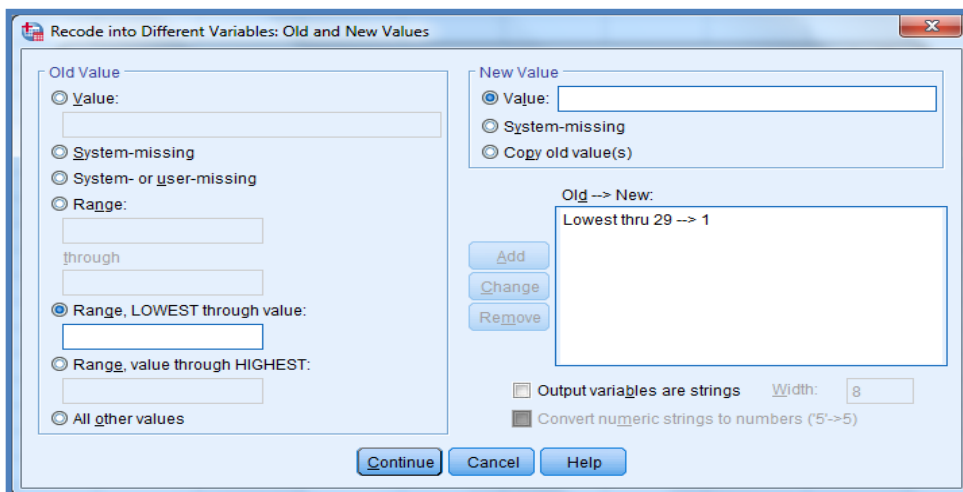 Recode into Different Variables: Old and New Values
Old Value
Value:
System-missing
System- or user-missing
Range:
through
Range, LOWEST through value:
Range, value through HIGHEST:
All other values
New Value
Value:
System-missing
Copy old value(s)
Old --> New:
Lowest thru 29 --> 1
Add
Change
Remove
Output variables are strings Width: 8
Convert numeric strings to numbers ('5'->5)
Continue Cancel Help